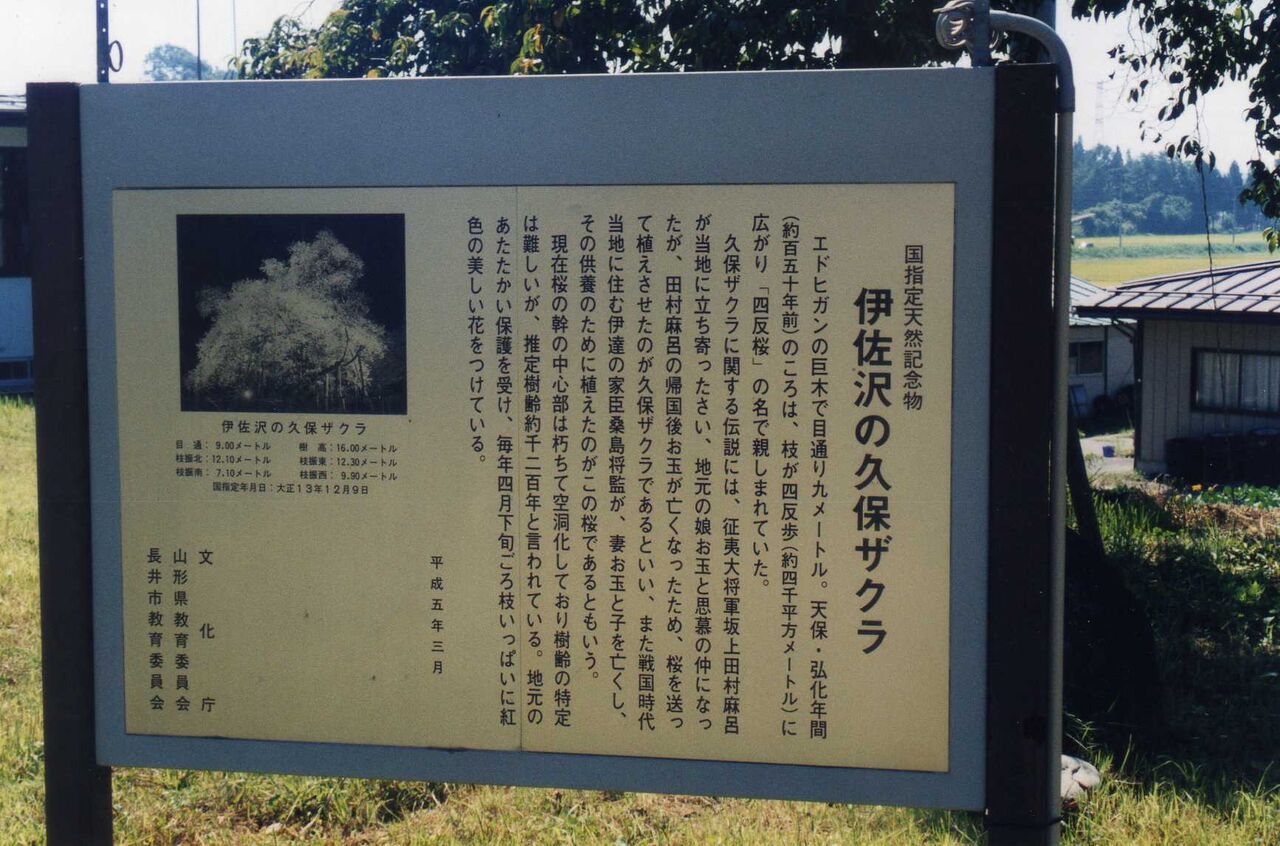 国指定天然記念物
伊佐沢の久保ザクラ
エドヒガンの巨木で目通り九メートル。天保・弘化年間
(約百五十年前)のころは、枝が四反歩(約四千平方メートル)に
広がり「四反桜」の名で親しまれていた。
久保ザクラに関する伝説には、征夷大将軍坂上田村麻呂
が当地に立ち寄ったさい、地元の娘お玉と思慕の仲になっ
たが、田村麻呂の帰国後お玉が亡くなったため、桜を送っ
て植えさせたのが久保ザクラであるといい、また戦国時代
当地に住む伊達の家臣桑島将監が、妻お玉と子を亡くし、
その供養のために植えたのがこの桜であるともいう。
現在桜の幹の中心部は朽ちて空洞化しており樹齢の特定
は難しいが、推定樹齢約千二百年と言われている。地元の
あたたかい保護を受け、毎年四月下旬ごろ枝いっぱいに紅
色の美しい花をつけている。
平成五年三月
伊佐沢の久保ザクラ
目通:9.00メートル 樹高:16.00メートル
枝振北:12.10メートル 枝振東:12.30メートル
枝振南:7.10メートル 枝振西:9.90メートル
国指定年月日:大正13年12月9日
文化庁
山形県教育委員会
長井市教育委員会